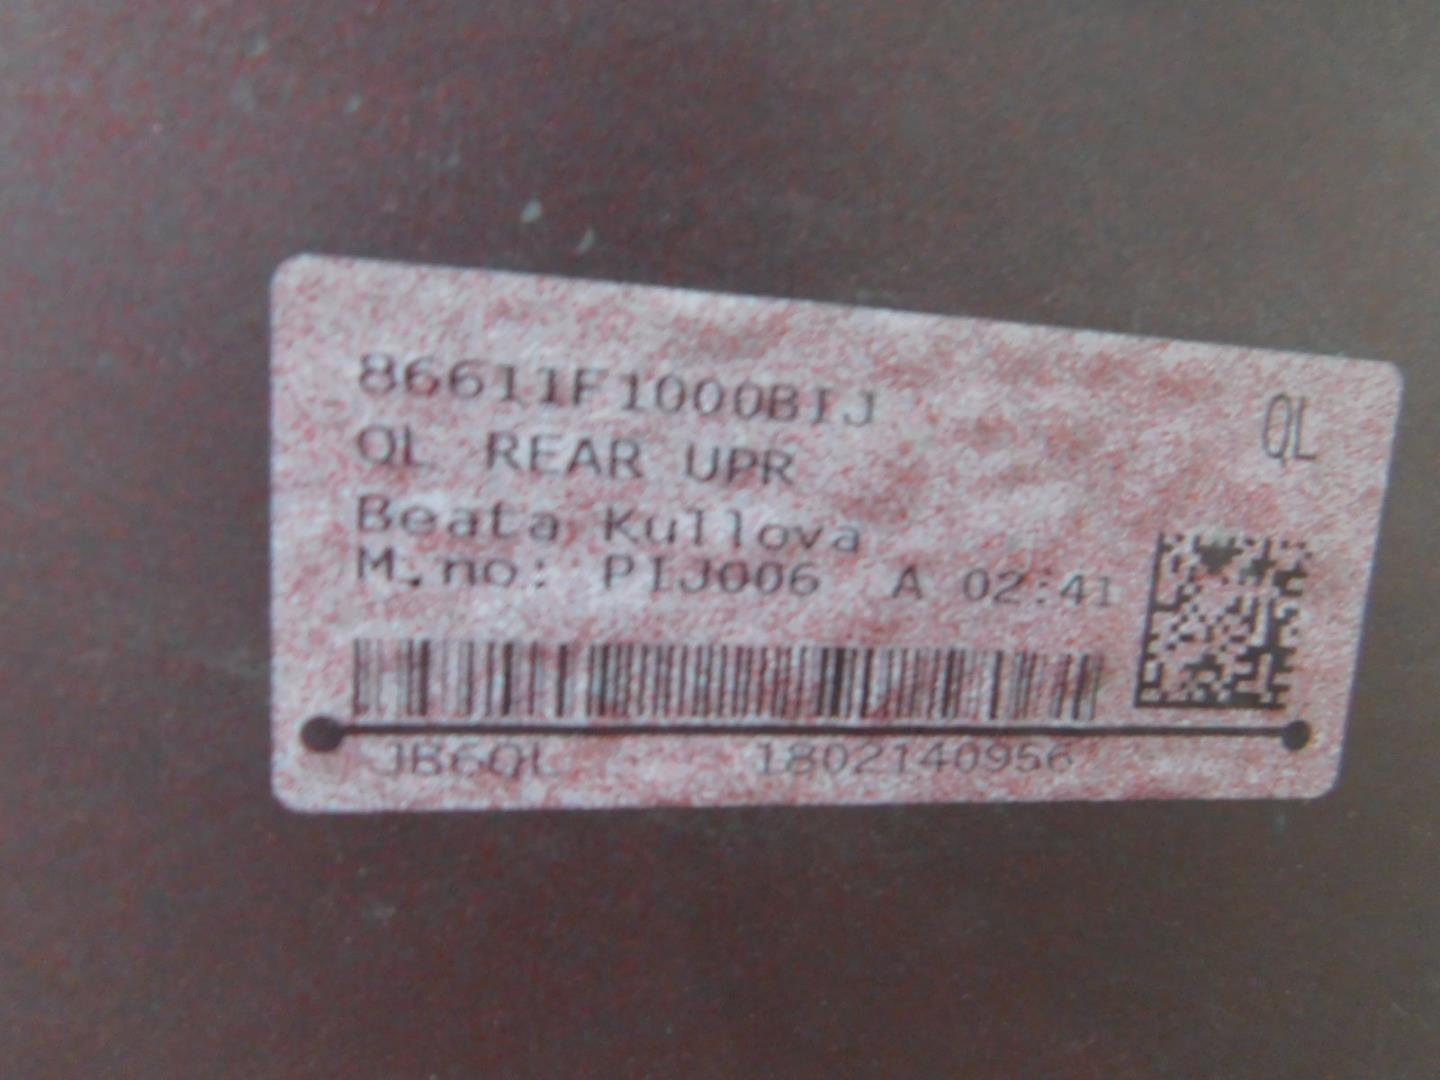 86611F1000BIJ
QL
QL REAR UPR
Beata Kullova
M.no: PIJ006 A 02:41
JB6QL 1802140956